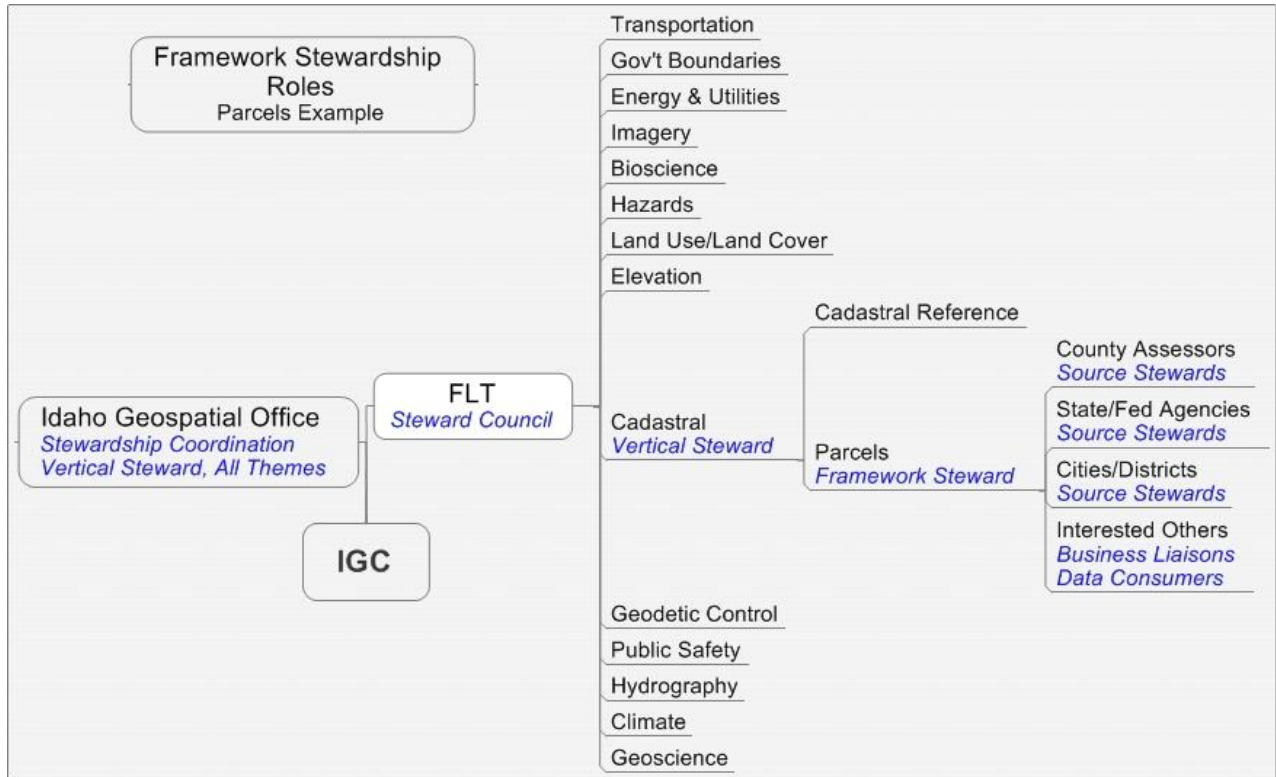 Framework Stewardship
Roles
Parcels Example
Transportation
Gov't Boundaries
Energy & Utilities
Imagery
Bioscience
Hazards
Land Use/Land Cover
Elevation
Cadastral Reference
County Assessors
Source Stewards
State/Fed Agencies
Source Stewards
Cities/Districts
Source Stewards
Interested Others
Business Liaisons
Data Consumers
Parcels
Framework Steward
Cadastral
Vertical Steward
FLT
Steward Council
Idaho Geospatial Office
Stewardship Coordination
Vertical Steward, All Themes
IGC
Geodetic Control
Public Safety
Hydrography
Climate
Geoscience